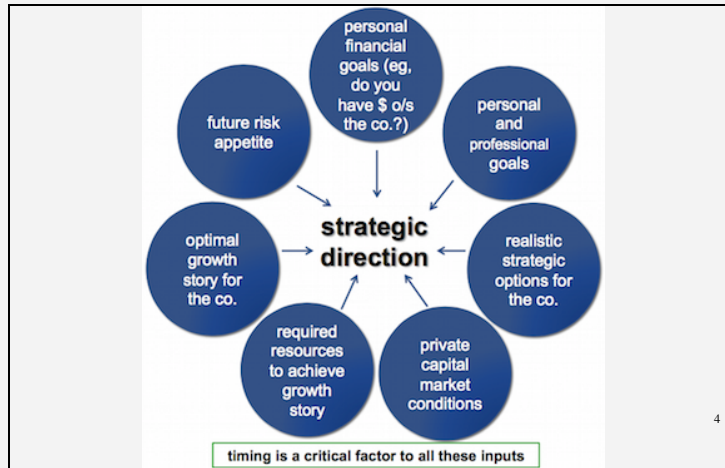 personal
financial
goals (eg,
do you
have $ o/s
the co.?)
personal
and
professional
goals
realistic
strategic
options for
the co.
private
capital
market
conditions
required
resources
to achieve
growth
story
optimal
growth
story for
the co.
future risk
appetite
strategic
direction
timing is a critical factor to all these inputs
4